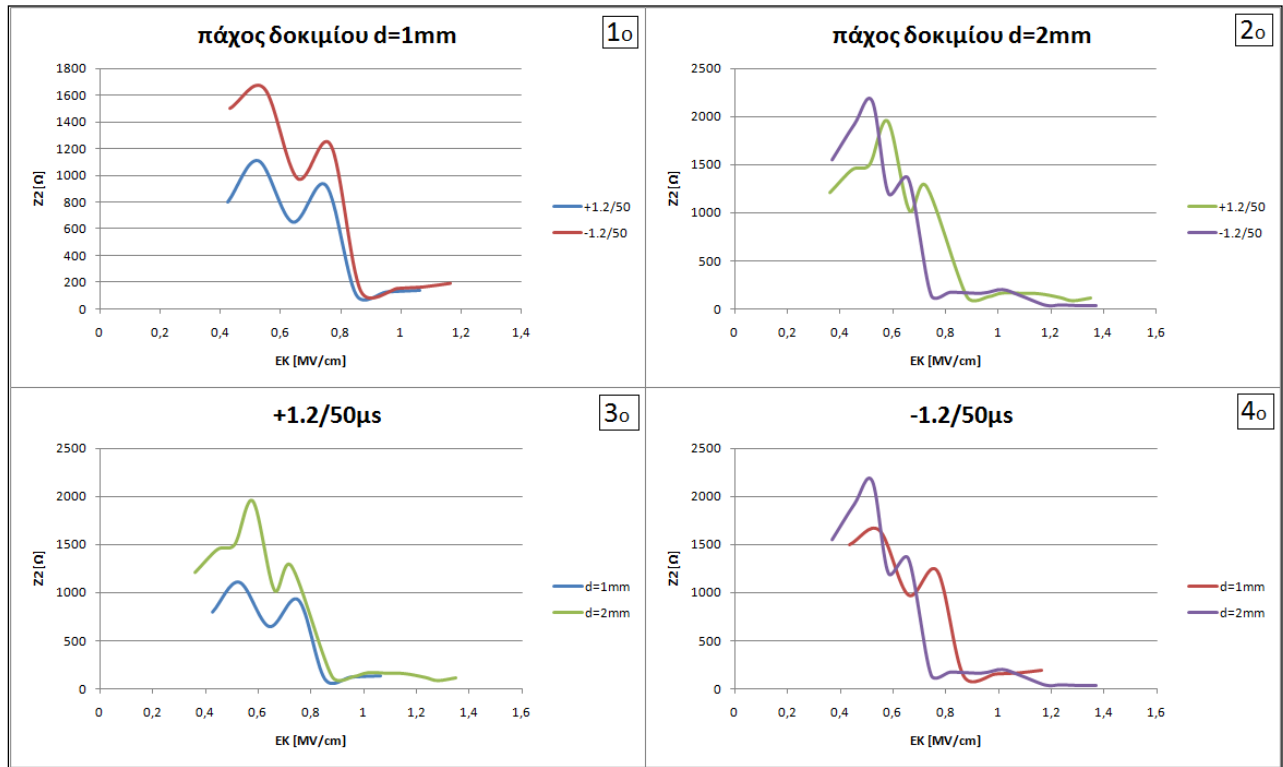 πάχος δοκιμίου d=1mm
1ο
Z2 [Ω]
1800
1600
1400
1200
1000
800
600
400
200
0
0 0,2 0,4 0,6 0,8 1 1,2 1,4
EK [MV/cm]
+1.2/50
-1.2/50
πάχος δοκιμίου d=2mm
2ο
Z2 [Ω]
2500
2000
1500
1000
500
0
0 0,2 0,4 0,6 0,8 1 1,2 1,4 1,6
EK [MV/cm]
+1.2/50
-1.2/50
+1.2/50μs
3ο
Z2 [Ω]
2500
2000
1500
1000
500
0
0 0,2 0,4 0,6 0,8 1 1,2 1,4 1,6
EK [MV/cm]
d=1mm
d=2mm
-1.2/50μs
4ο
Z2 [Ω]
2500
2000
1500
1000
500
0
0 0,2 0,4 0,6 0,8 1 1,2 1,4 1,6
EK [MV/cm]
d=1mm
d=2mm